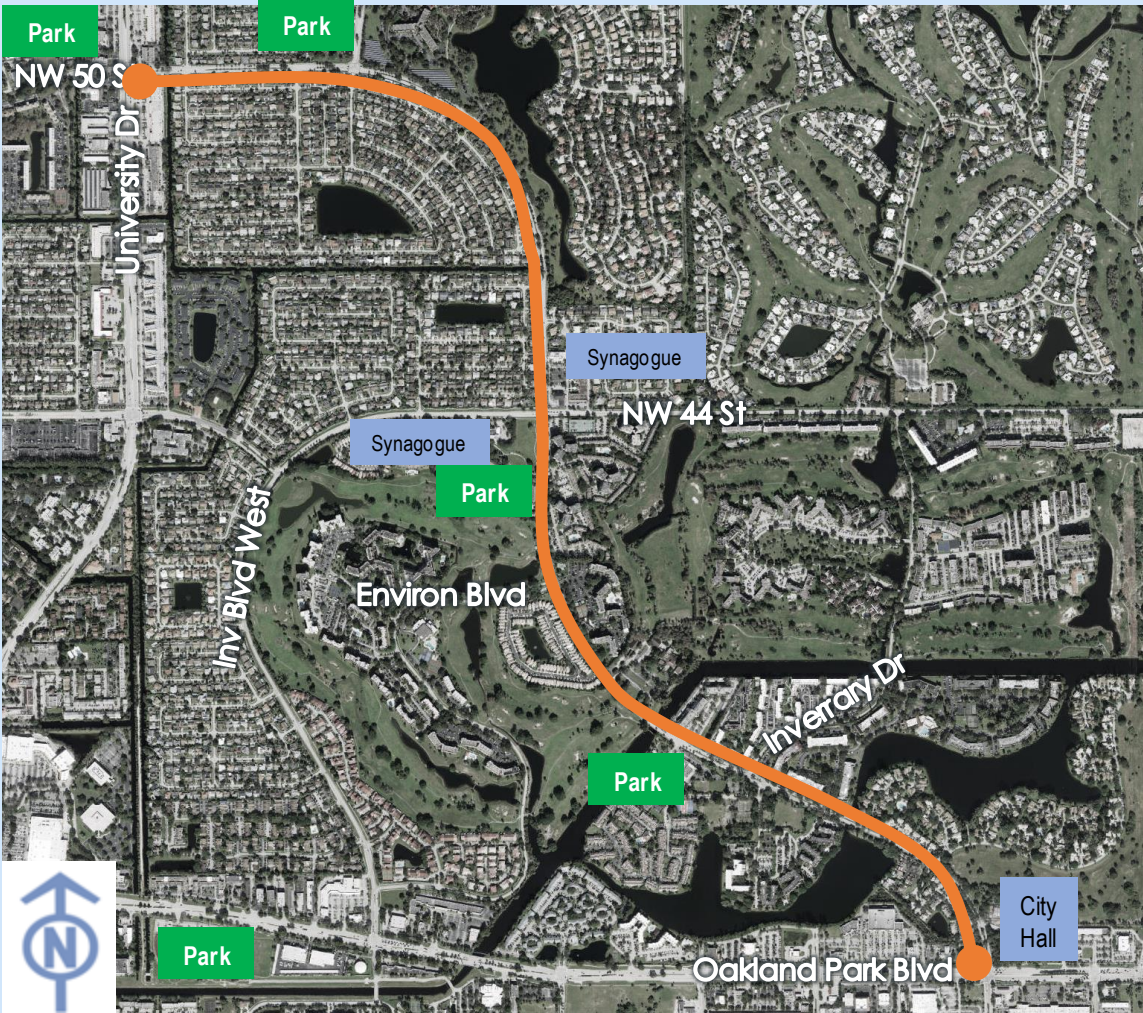 Park
Park
NW 50 S
University Dr
Synagogue
NW 44 St
Synagogue
Park
Environ Blvd
Inv Blvd West
Inverrary Dr
Park
City
Hall
N
Park
Oakland Park Blvd